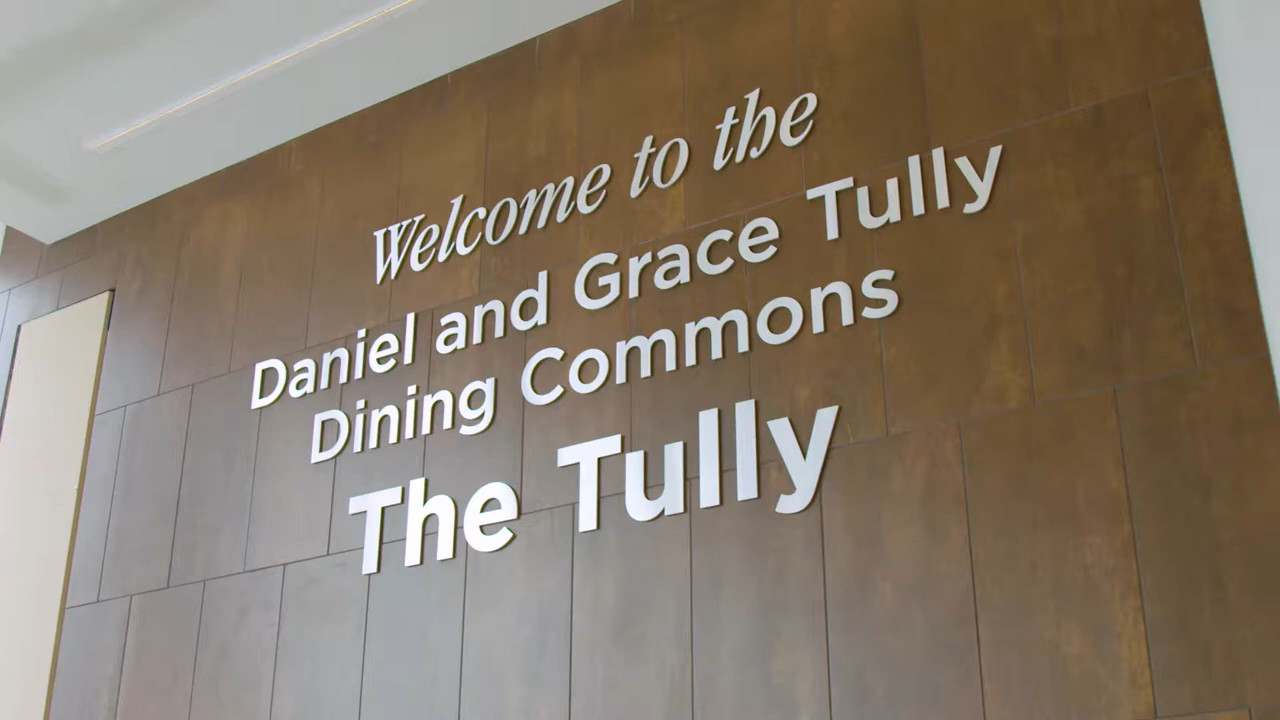 Welcome to the
Daniel and Grace Tully
Dining Commons
The Tully